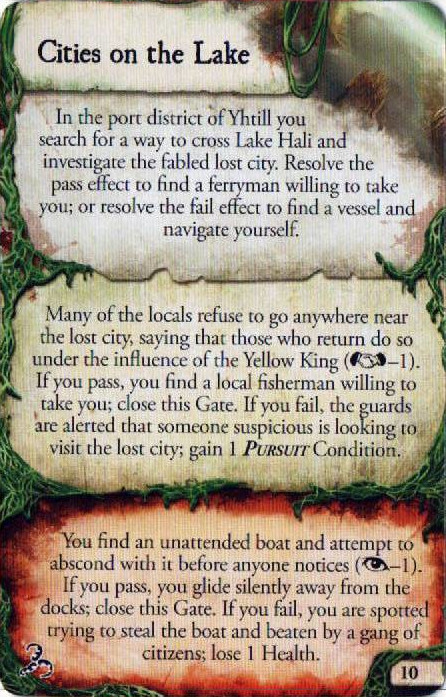 Cities on the Lake
In the port district of Yhtill you
search for a way to cross Lake Hali and
investigate the fabled lost city. Resolve the
pass effect to find a ferryman willing to take
you; or resolve the fail effect to find a vessel and
navigate yourself.
Many of the locals refuse to go anywhere near
the lost city, saying that those who return do so
under the influence of the Yellow King (–1).
If you pass, you find a local fisherman willing to
take you; close this Gate. If you fail, the guards
are alerted that someone suspicious is looking to
visit the lost city; gain 1 PURSUIT Condition.
You find an unattended boat and attempt to
abscond with it before anyone notices (–1).
If you pass, you glide silently away from the
docks; close this Gate. If you fail, you are spotted
trying to steal the boat and beaten by a gang of
citizens; lose 1 Health.
10